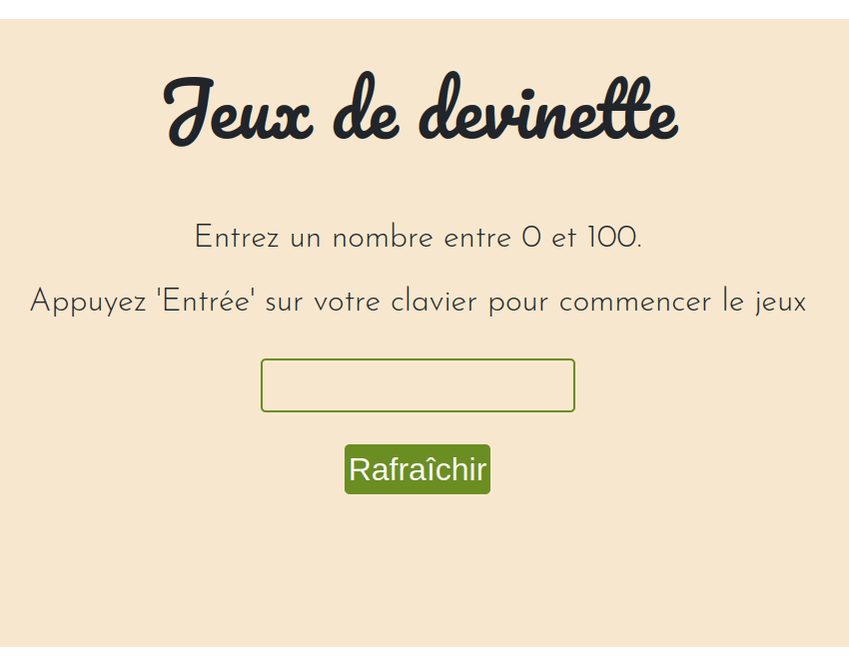 Jeux de devinette
Entrez un nombre entre 0 et 100.
Appuyez 'Entrée' sur votre clavier pour commencer le jeux
Rafraîchir